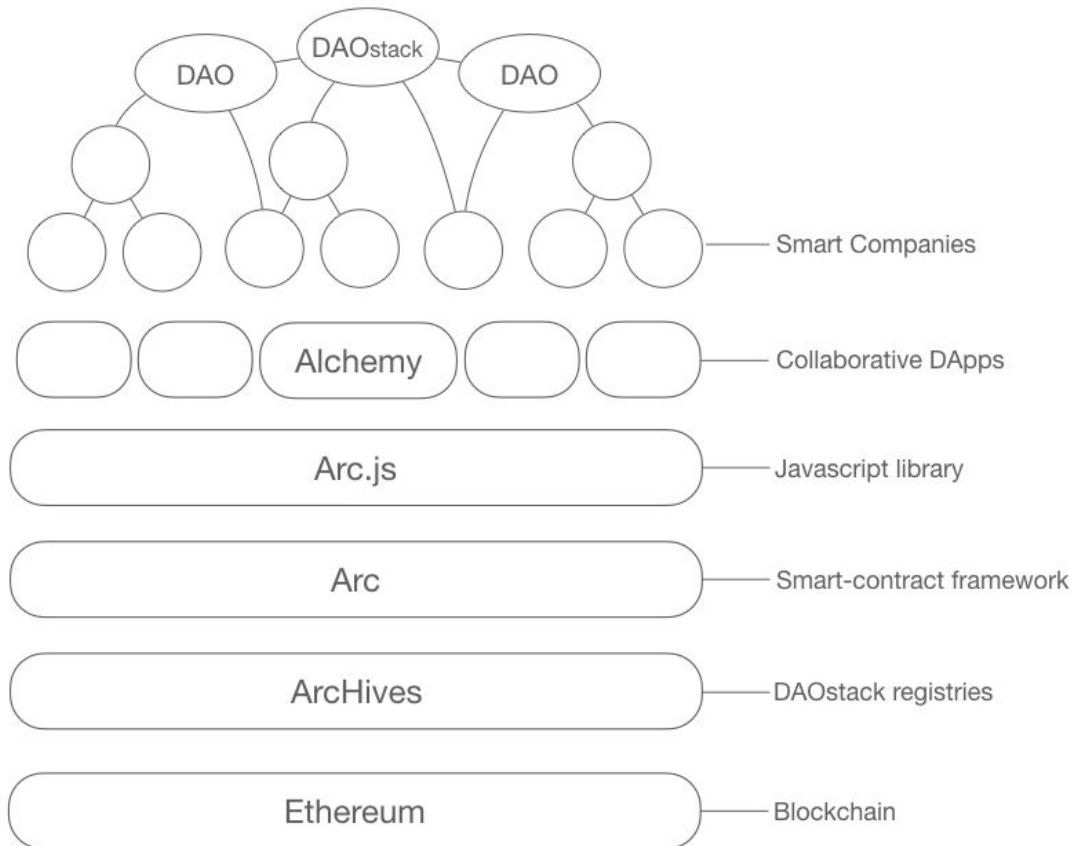 DAOstack
DAO
DAO
Smart Companies
Alchemy
Collaborative DApps
Arc.js
Javascript library
Arc
Smart-contract framework
ArcHives
DAOstack registries
Ethereum
Blockchain